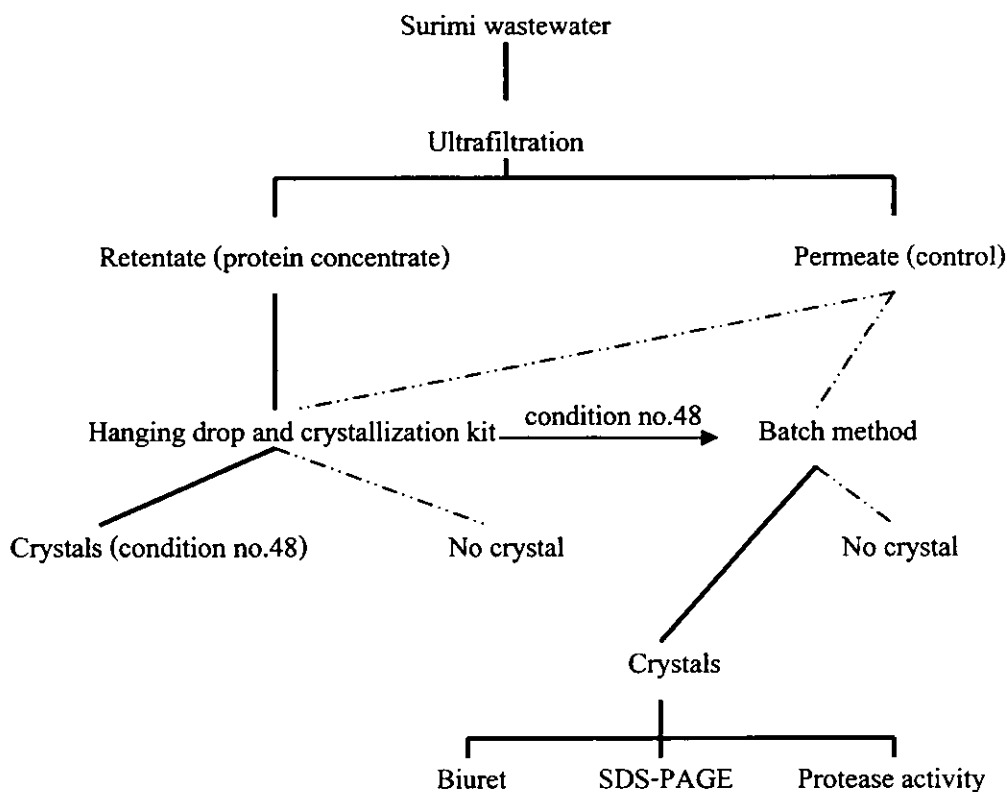 Surimi wastewater
Ultrafiltration
Retentate (protein concentrate)
Permeate (control)
Hanging drop and crystallization kit
condition no.48
Batch method
Crystals (condition no.48)
No crystal
No crystal
Crystals
Biuret
SDS-PAGE
Protease activity